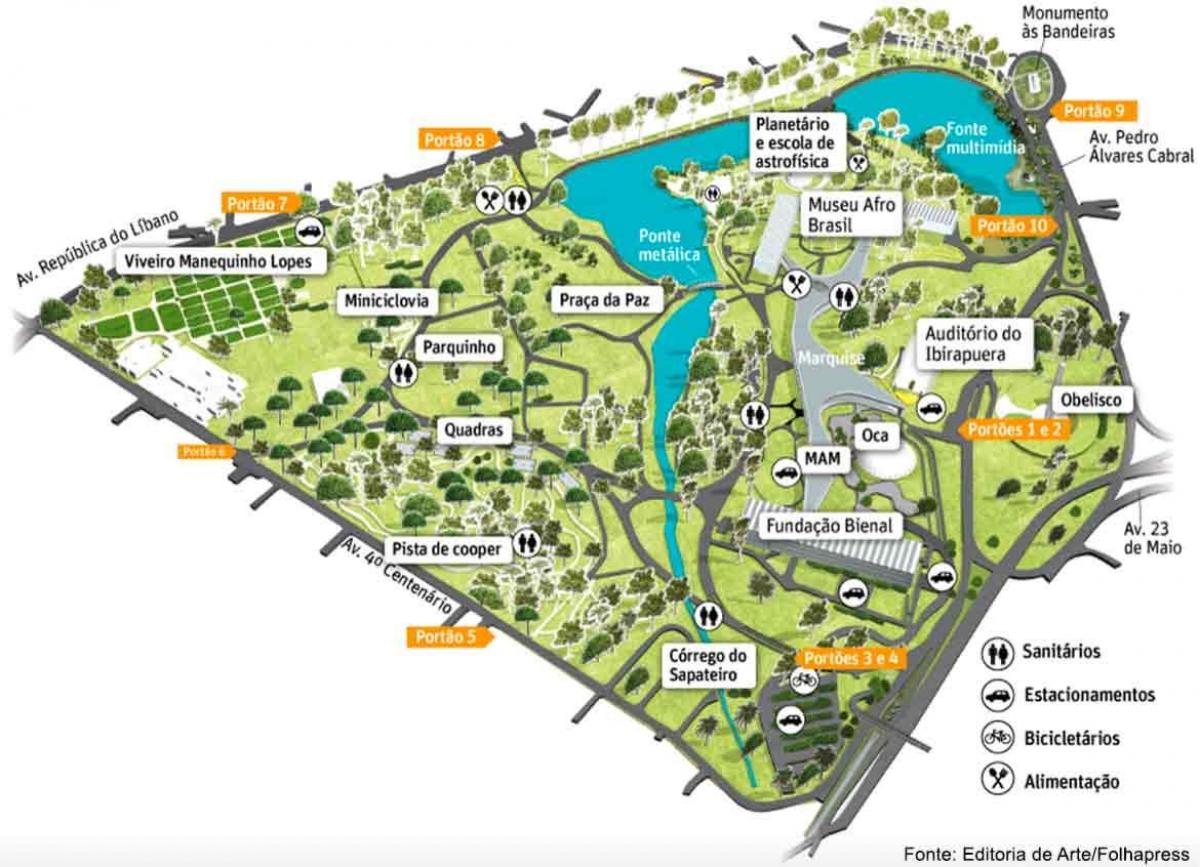 Monumento
às Bandeiras
Portão 9
Av. Pedro
Álvares Cabral
Portão 8
Planetário
e escola de
astrofísica
Fonte
multimídia
Portão 7
Museu Afro
Brasil
Portão 10
Av. República do Líbano
Ponte
metálica
Viveiro Manequinho Lopes
Miniciclovia
Praça da Paz
Parquinho
Marquise
Auditório do
Ibirapuera
Obelisco
Portões 1 e 2
Quadras
Oca
MAM
Portão 6
Fundação Bienal
Av. 23
de Maio
Pista de cooper
Av. 4º Centenário
Portão 5
Córrego do
Sapateiro
Portões 3 e 4
Sanitários
Estacionamentos
Bicicletários
Alimentação
Fonte: Editoria de Arte/Folhapress